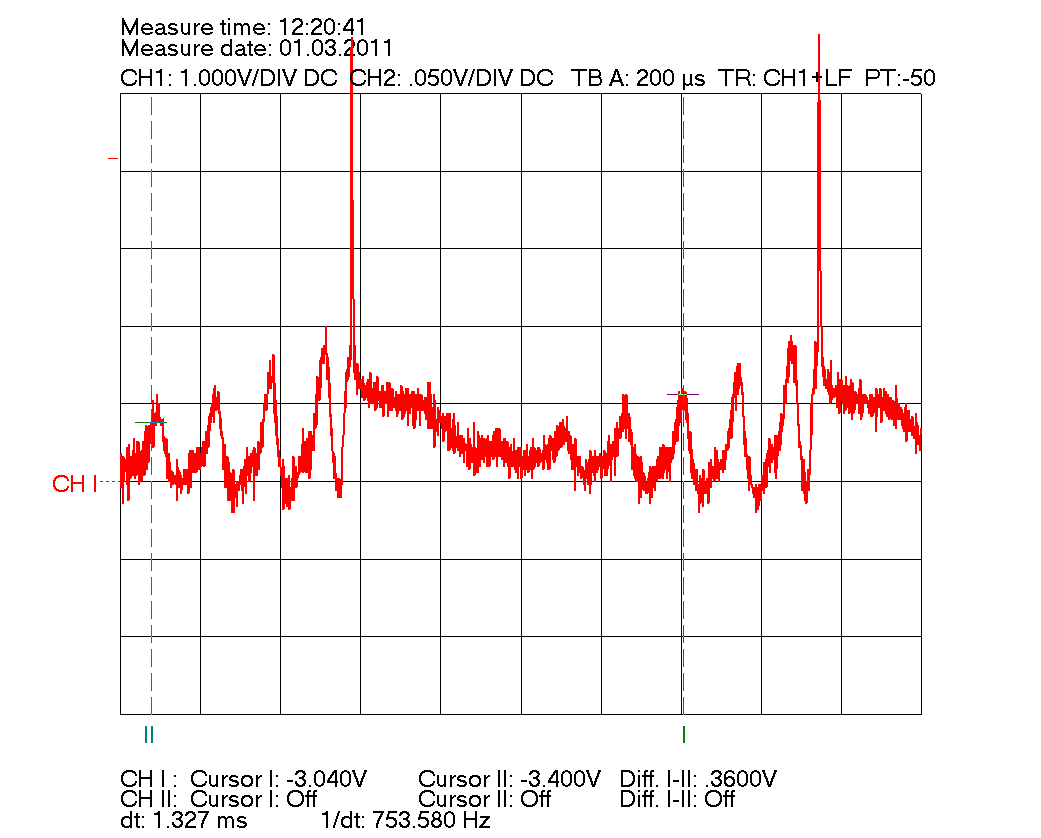 Measure time: 12:20:41
Measure date: 01.03.2011
CH1: 1.000V/DIV DC CH2: .050V/DIV DC TB A: 200 µs TR: CH1+LF PT:-50
CH I
II I
CH I : Cursor I: -3.040V Cursor II: -3.400V Diff. I-II: .3600V
CH II: Cursor I: Off Cursor II: Off Diff. I-II: Off
dt: 1.327 ms 1/dt: 753.580 Hz